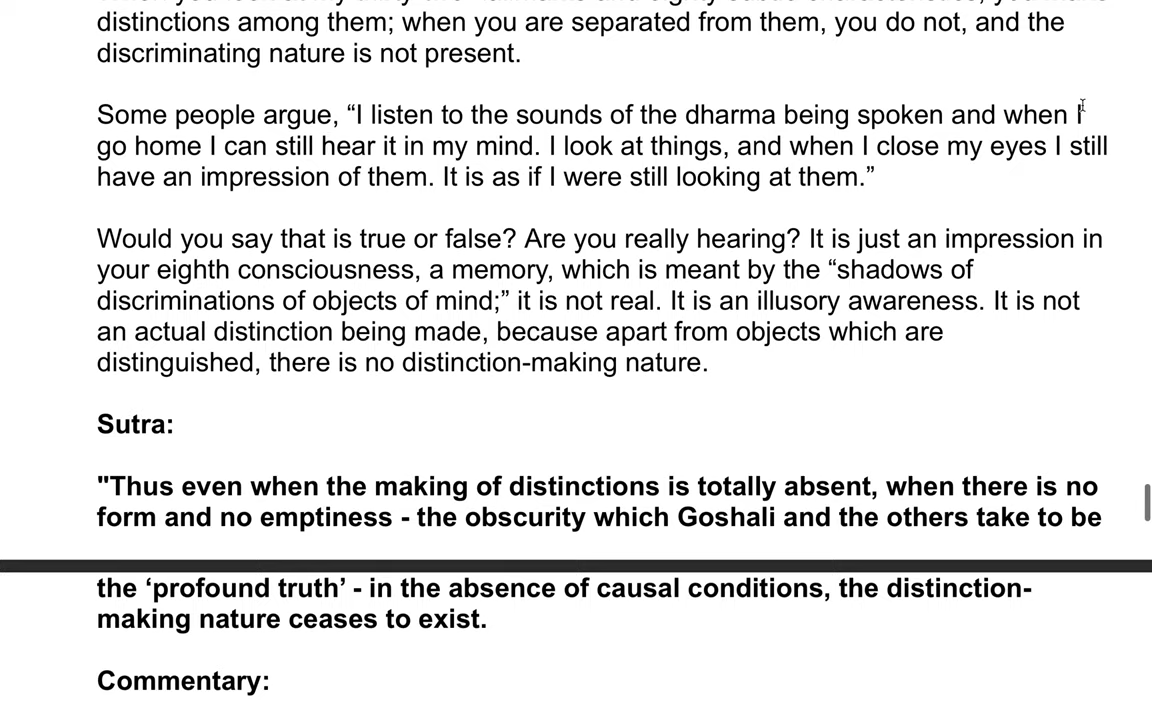 distinctions among them; when you are separated from them, you do not, and the
discriminating nature is not present.
Some people argue, “I listen to the sounds of the dharma being spoken and when I
go home I can still hear it in my mind. I look at things, and when I close my eyes I still
have an impression of them. It is as if I were still looking at them.”
Would you say that is true or false? Are you really hearing? It is just an impression in
your eighth consciousness, a memory, which is meant by the “shadows of
discriminations of objects of mind;” it is not real. It is an illusory awareness. It is not
an actual distinction being made, because apart from objects which are
distinguished, there is no distinction-making nature.
Sutra:
"Thus even when the making of distinctions is totally absent, when there is no
form and no emptiness - the obscurity which Goshali and the others take to be
the ‘profound truth’ - in the absence of causal conditions, the distinction-
making nature ceases to exist.
Commentary: